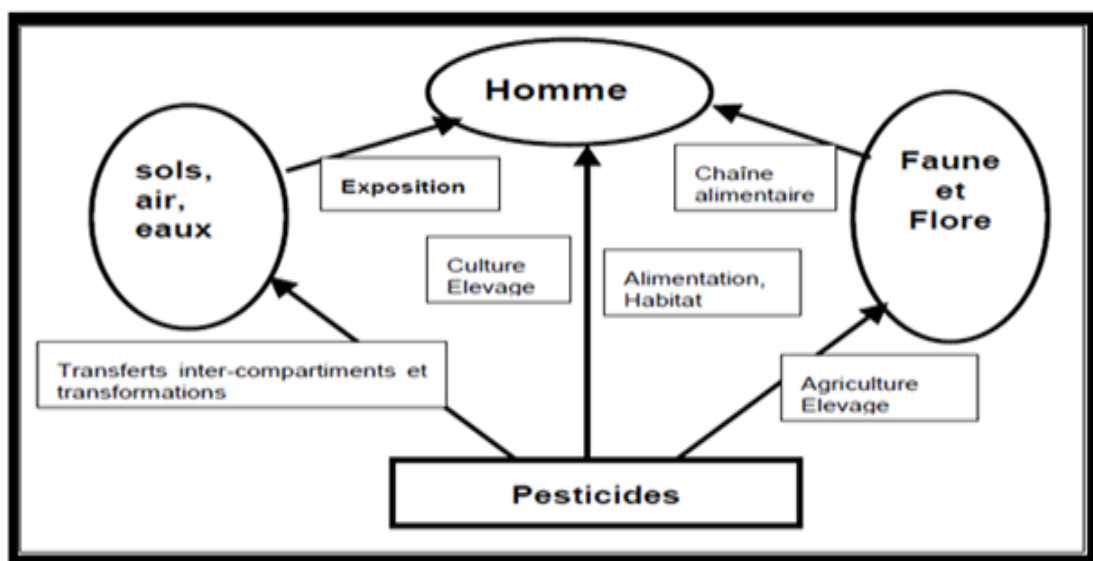 Homme
sols,
air,
eaux
Exposition
Chaîne
alimentaire
Faune
et
Flore
Culture
Elevage
Alimentation,
Habitat
Transferts inter-compartiments et
transformations
Agriculture
Elevage
Pesticides